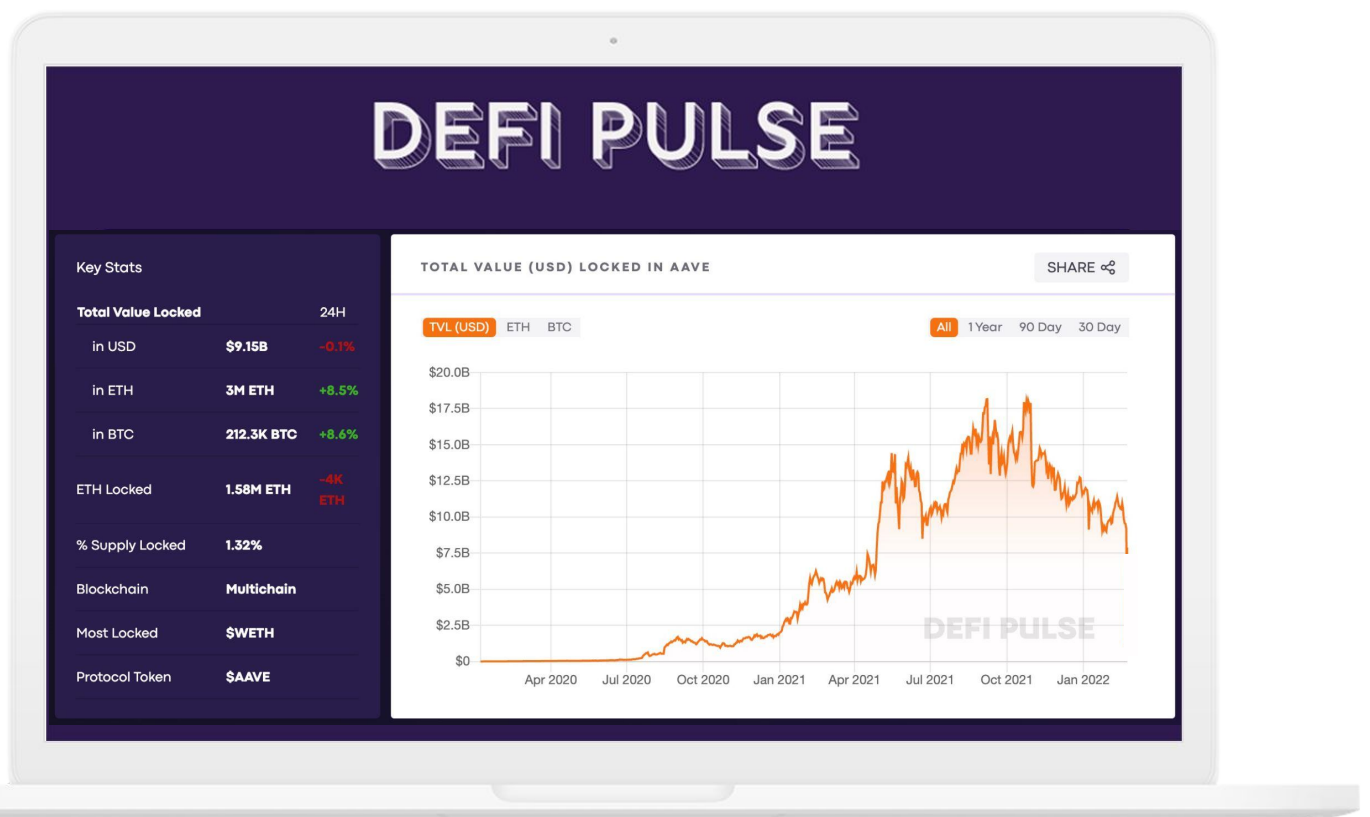 DEFI PULSE
Key Stats
Total Value Locked 24H
in USD $9.15B -0.1%
in ETH 3M ETH +8.5%
in BTC 212.3K BTC +8.6%
ETH Locked 1.58M ETH -4K
ETH
% Supply Locked 1.32%
Blockchain Multichain
Most Locked $WETH
Protocol Token $AAVE
TOTAL VALUE (USD) LOCKED IN AAVE SHARE
TVL (USD) ETH BTC All 1 Year 90 Day 30 Day
$20.0B
$17.5B
$15.0B
$12.5B
$10.0B
$7.5B
$5.0B
$2.5B
$0
DEFI PULSE
Apr 2020 Jul 2020 Oct 2020 Jan 2021 Apr 2021 Jul 2021 Oct 2021 Jan 2022